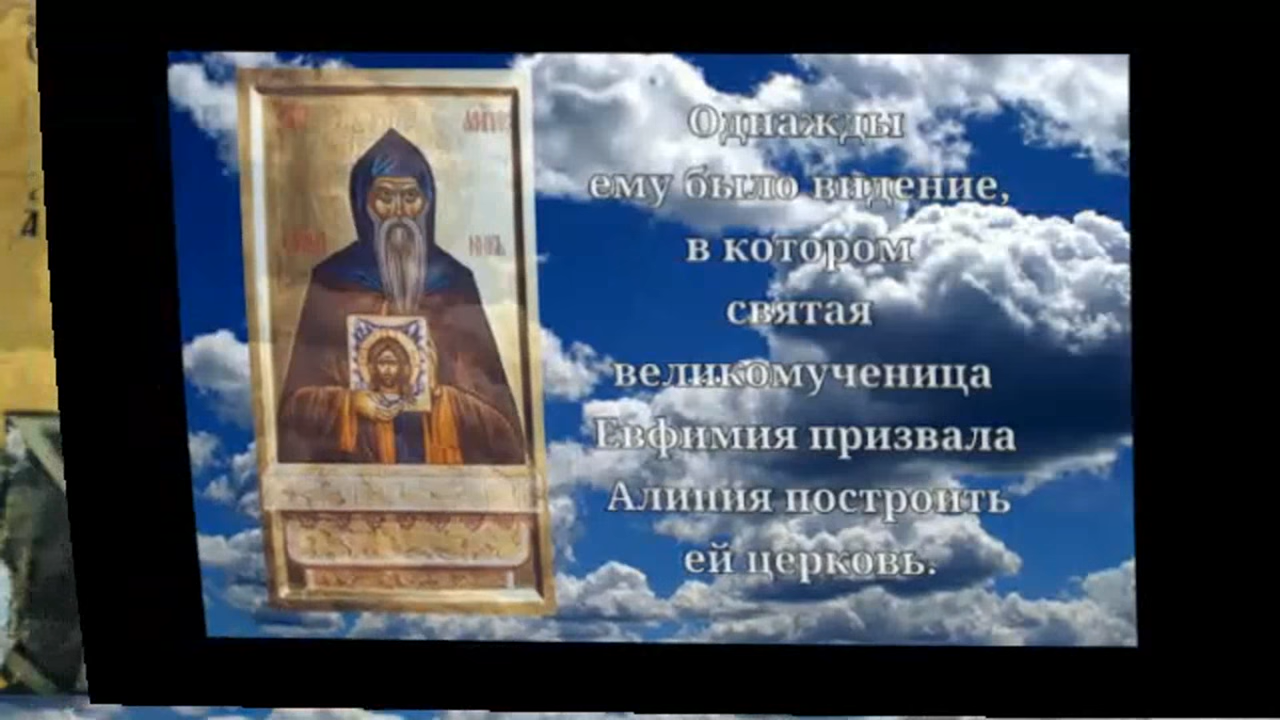 Однажды
ему было видение,
в котором
святая
великомученица
Евфимия призвала
Алипия построить
ей церковь.